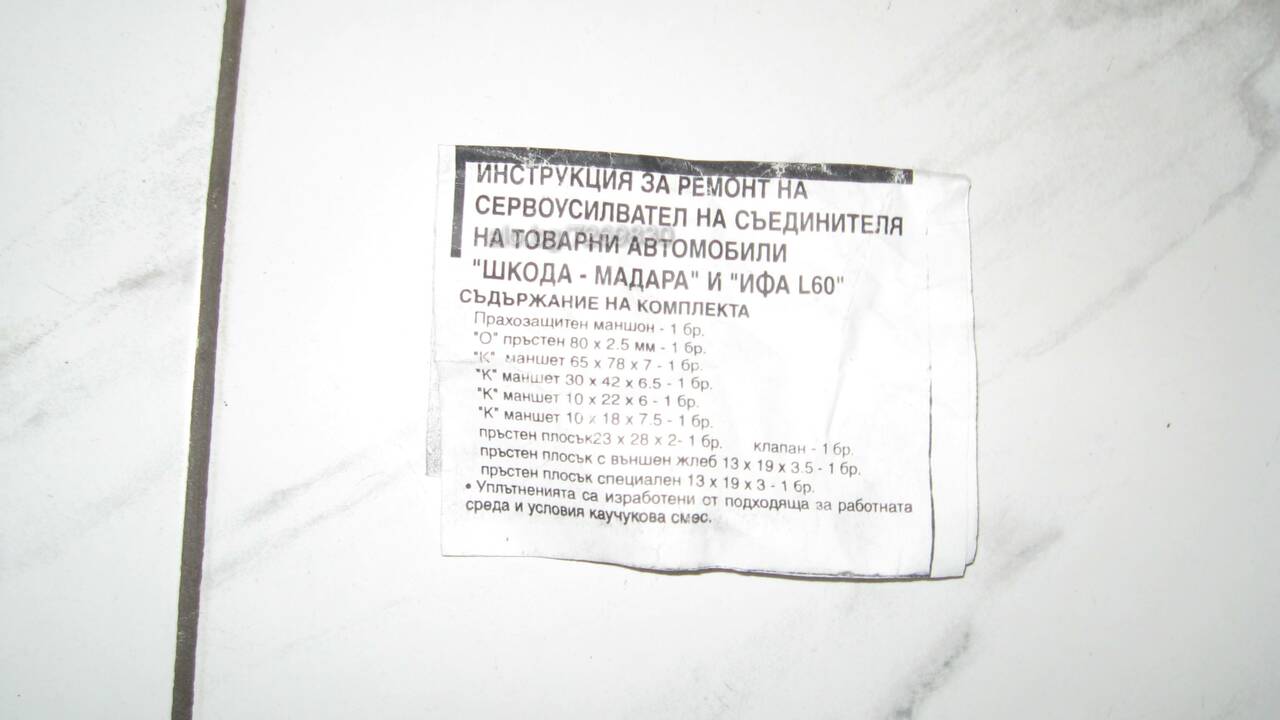 ИНСТРУКЦИЯ ЗА РЕМОНТ НА
СЕРВОУСИЛВАТЕЛ НА СЪЕДИНИТЕЛЯ
НА ТОВАРНИ АВТОМОБИЛИ
"ШКОДА - МАДАРА" И "ИФА L60"
СЪДЪРЖАНИЕ НА КОМПЛЕКТА
Прахозащитен маншон - 1 бр.
"О" пръстен 80 х 2.5 мм - 1 бр.
"К" маншет 65 х 78 х 7 - 1 бр.
"К" маншет 30 х 42 х 6.5 - 1 бр.
"К" маншет 10 х 22 х 6 - 1 бр.
"К" маншет 10 х 18 х 7.5 - 1 бр.
пръстен плосък23 х 28 х 2- 1 бр. клапан - 1 бр.
пръстен плосък с външен жлеб 13 х 19 х 3.5 - 1 бр.
пръстен плосък специален 13 х 19 х 3 - 1 бр.
• Уплътненията са изработени от подходяща за работната
среда и условия каучукова смес.